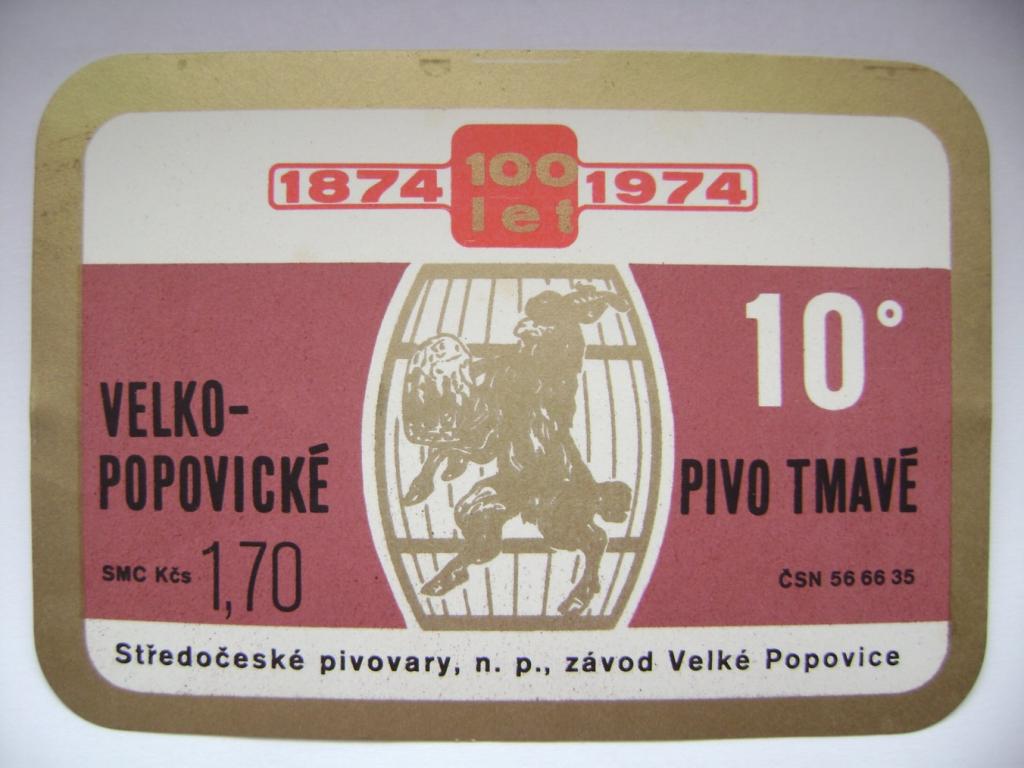 1874 100 let 1974
10°
VELKO-
POPOVICKÉ
PIVO TMAVÉ
SMC Kčs 1,70
ČSN 56 66 35
Středočeské pivovary, n. p., závod Velké Popovice